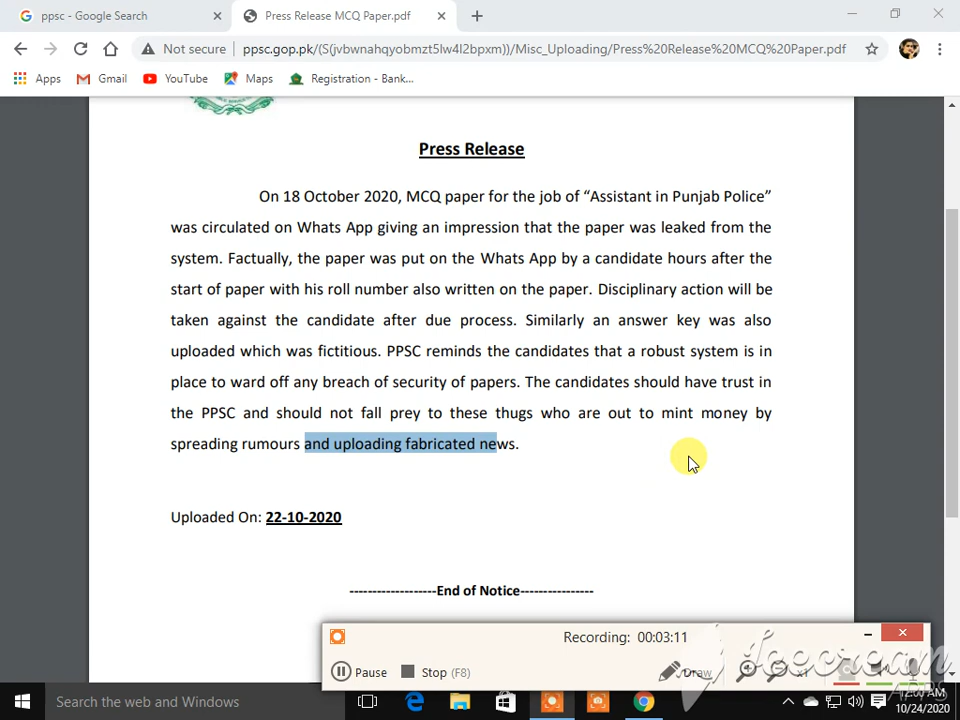 ppsc - Google Search
Press Release MCQ Paper.pdf
Not secure
ppsc.gop.pk/(S(jvbwnahqyobmzt5lw4l2bpxm))/Misc_Uploading/Press%20Release%20MCQ%20Paper.pdf
Apps
Gmail
YouTube
Maps
Registration - Bank...
Press Release
On 18 October 2020, MCQ paper for the job of “Assistant in Punjab Police”
was circulated on Whats App giving an impression that the paper was leaked from the
system. Factually, the paper was put on the Whats App by a candidate hours after the
start of paper with his roll number also written on the paper. Disciplinary action will be
taken against the candidate after due process. Similarly an answer key was also
uploaded which was fictitious. PPSC reminds the candidates that a robust system is in
place to ward off any breach of security of papers. The candidates should have trust in
the PPSC and should not fall prey to these thugs who are out to mint money by
spreading rumours and uploading fabricated news.
Uploaded On: 22-10-2020
------------------End of Notice---------------
Recording: 00:03:11
Pause
Stop (F8)
Draw
x1
Icecream
APPS
Search the web and Windows
12:00 AM
10/24/2020